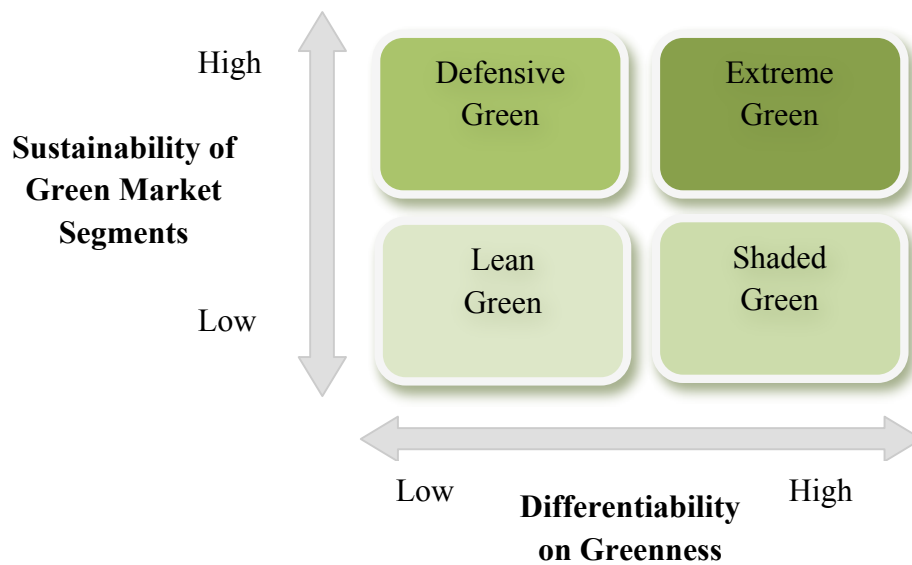 High
Defensive
Green
Extreme
Green
Sustainability of
Green Market
Segments
Lean
Green
Shaded
Green
Low
Low
High
Differentiability
on Greenness